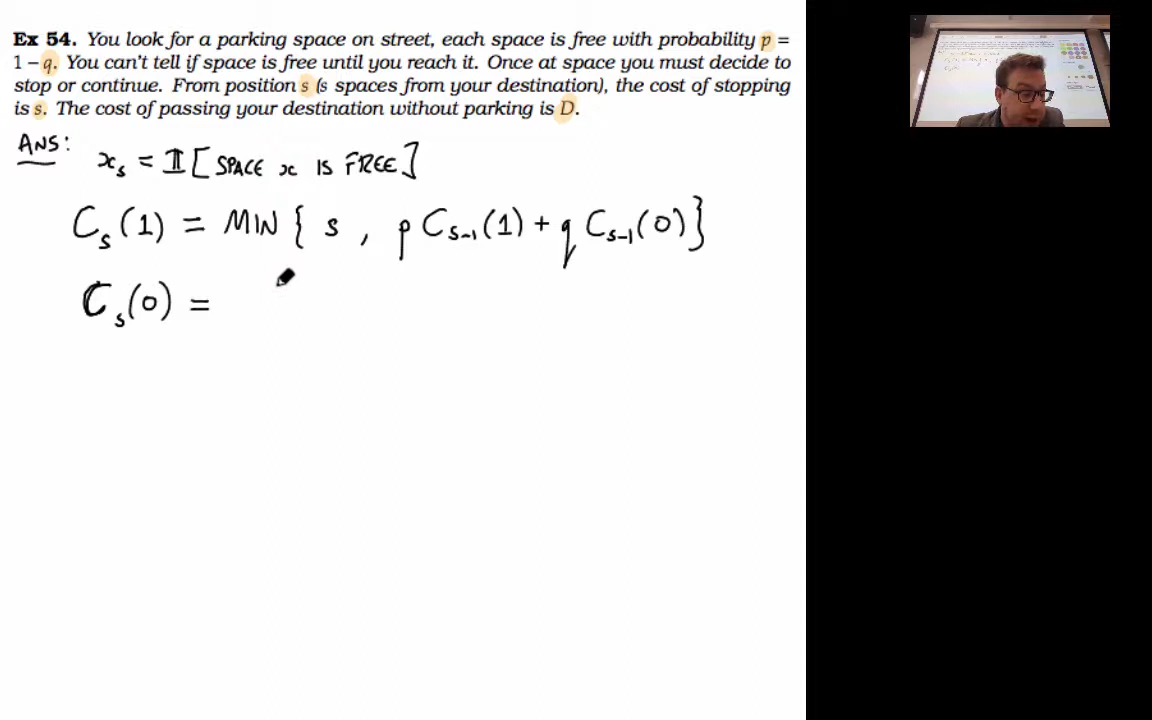 Ex 54. You look for a parking space on street, each space is free with probability p =
1 − q. You can't tell if space is free until you reach it. Once at space you must decide to
stop or continue. From position s (s spaces from your destination), the cost of stopping
is s. The cost of passing your destination without parking is D.
ANS: x_s = 𝕀 [ SPACE x IS FREE ]
C_s (1) = MIN { s , p C_{s-1} (1) + q C_{s-1} (0) }
C_s (0) =